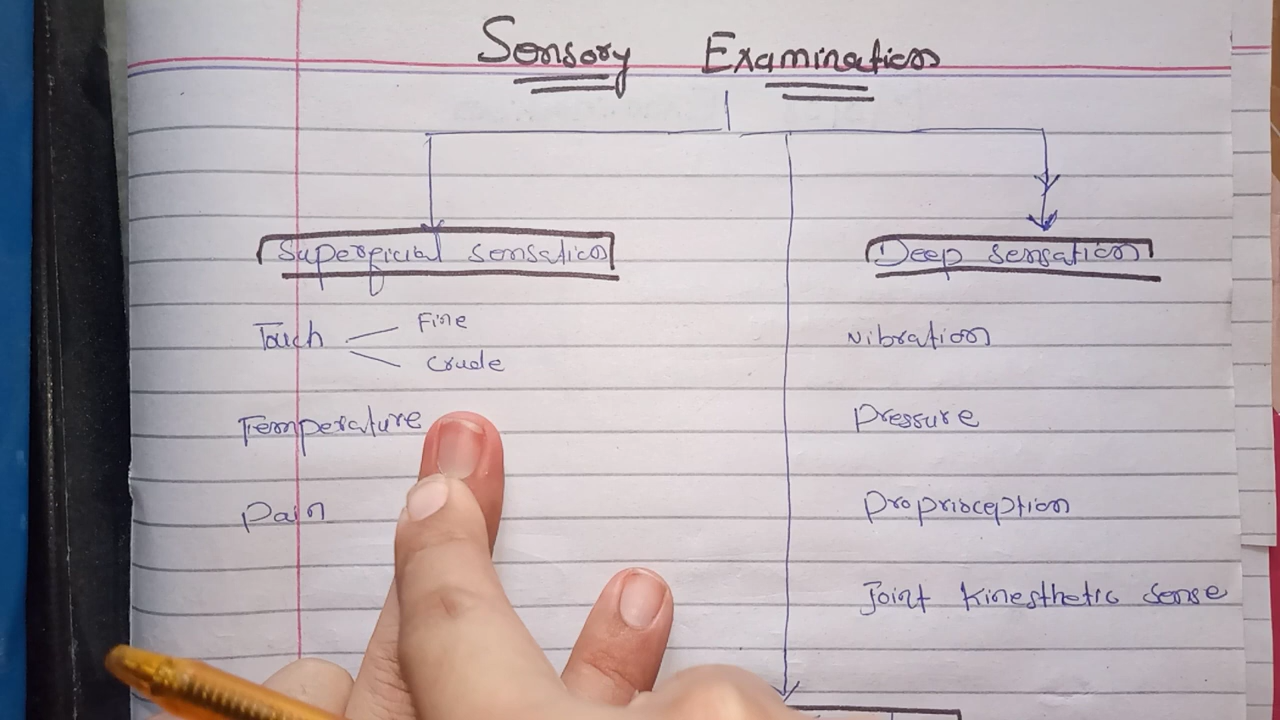 Sensory Examination
Superficial sensation
Deep sensation
Touch
Fine
Crude
Temperature
Pain
Vibration
Pressure
Proprioception
Joint kinesthetic sense